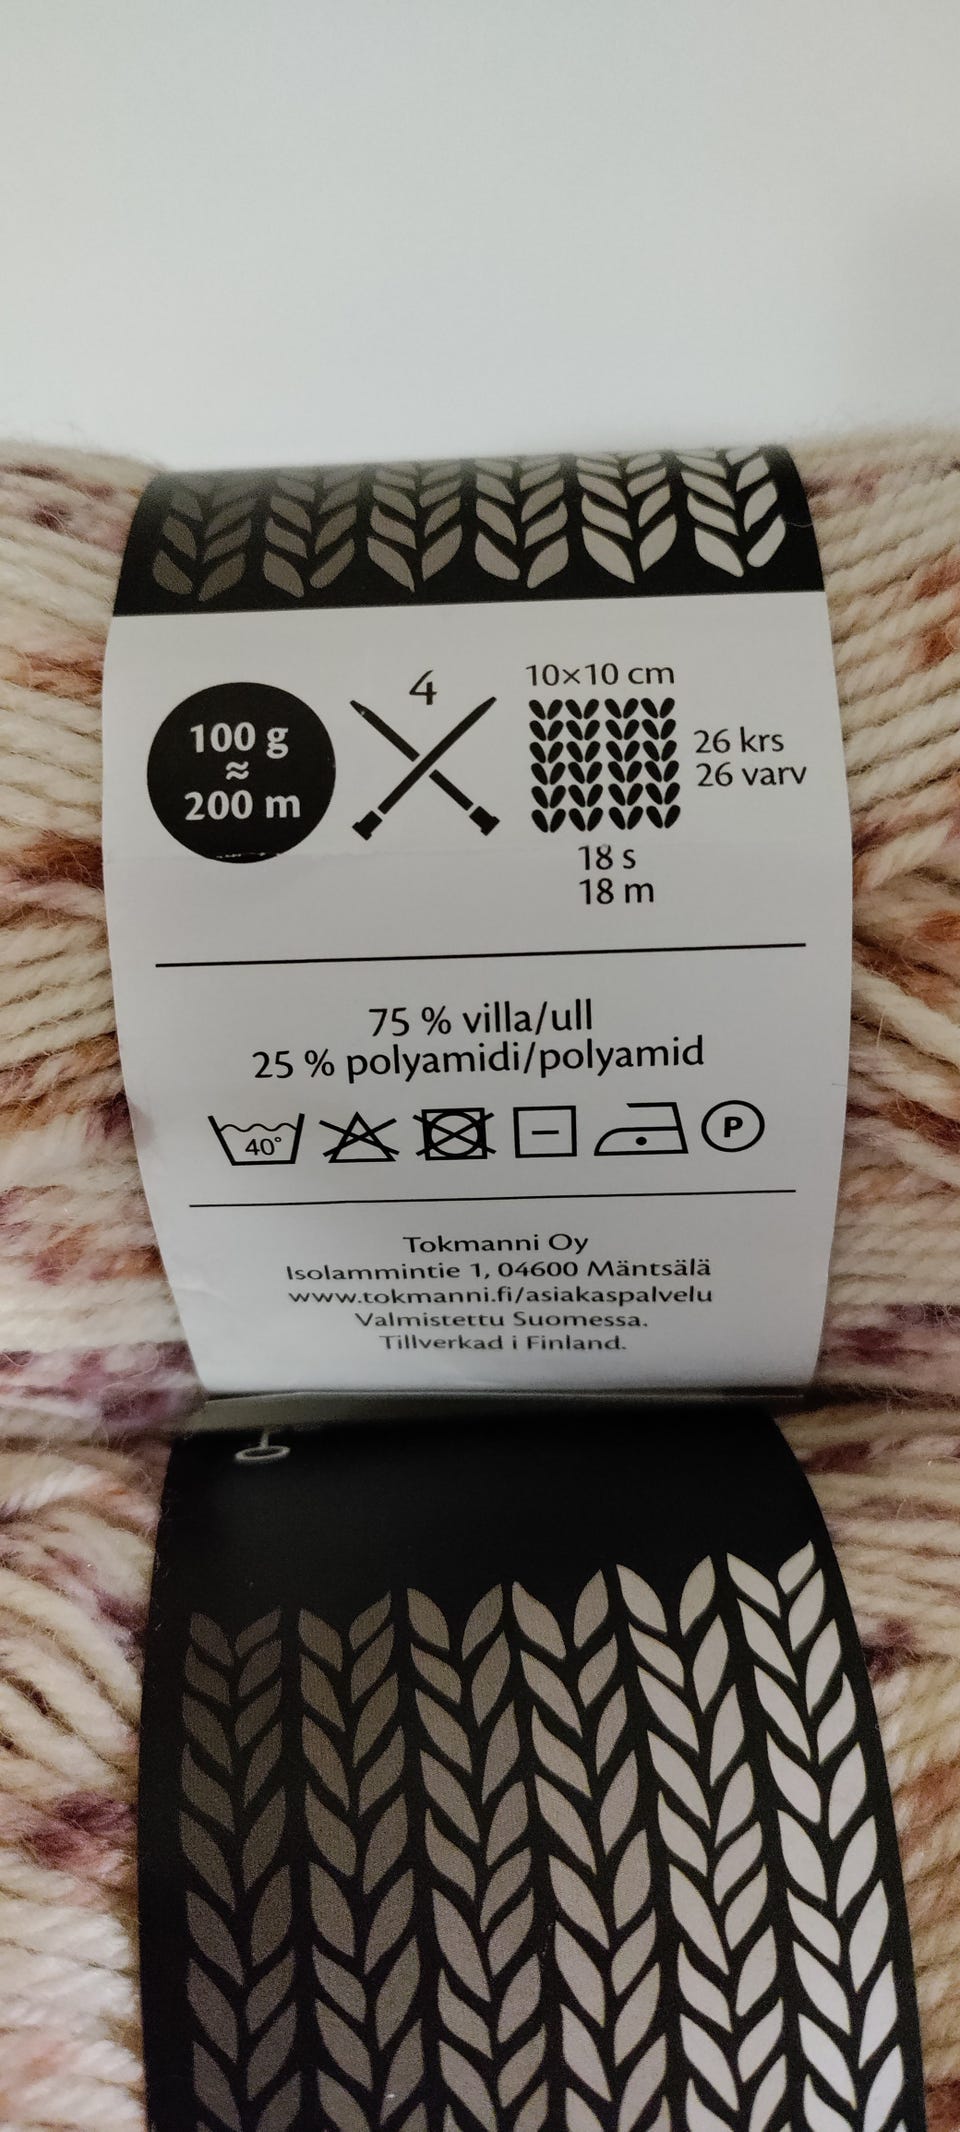 100 g
≈
200 m
4
10×10 cm
26 krs
26 varv
18 s
18 m
75 % villa/ull
25 % polyamidi/polyamid
40°
P
Tokmanni Oy
Isolammintie 1, 04600 Mäntsälä
www.tokmanni.fi/asiakaspalvelu
Valmistettu Suomessa.
Tillverkad i Finland.